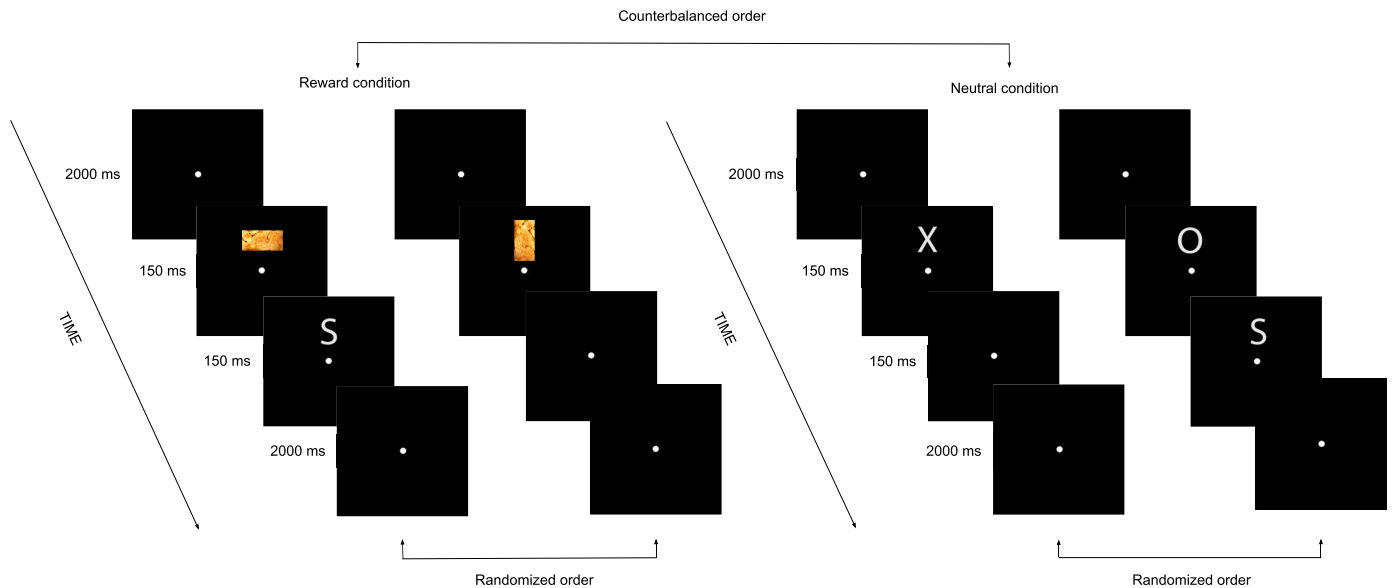 Counterbalanced order
Reward condition
Neutral condition
2000 ms
2000 ms
X
O
150 ms
150 ms
TIME
TIME
S
S
150 ms
150 ms
2000 ms
2000 ms
Randomized order
Randomized order